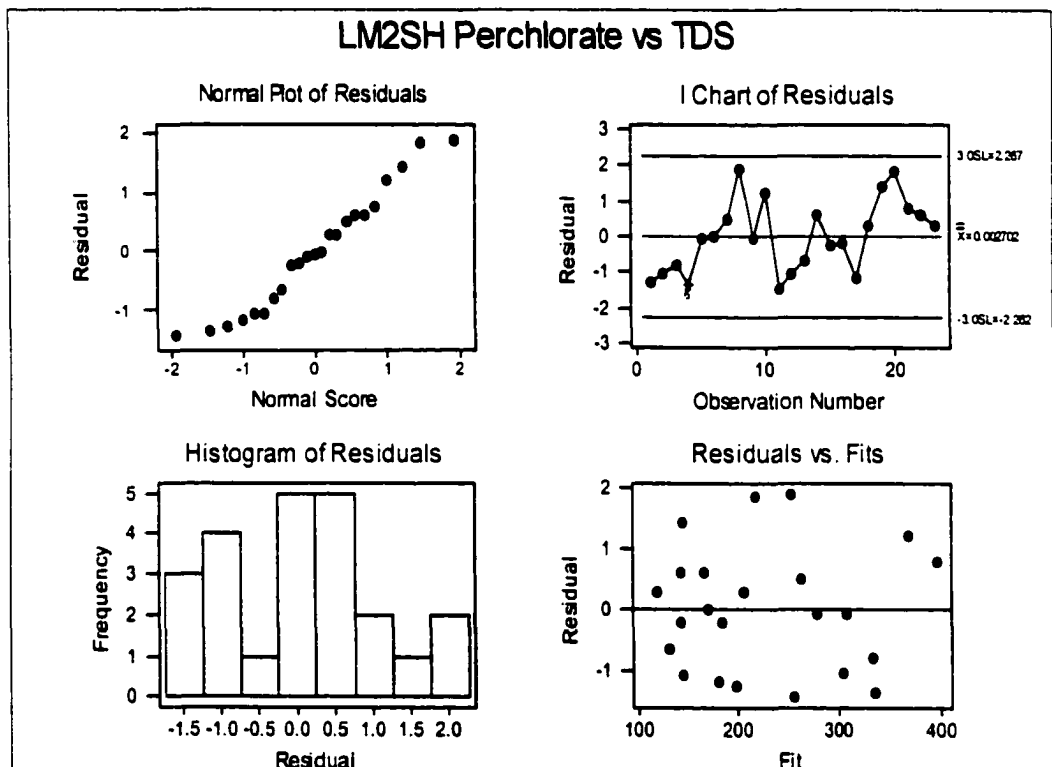 LM2SH Perchlorate vs TDS
Normal Plot of Residuals
2
1
0
-1
Residual
-2 -1 0 1 2
Normal Score
I Chart of Residuals
3
2
1
0
-1
-2
-3
Residual
3.0SL=2.267
X=0.002702
-3.0SL=-2.262
0 10 20
Observation Number
Histogram of Residuals
5
4
3
2
1
0
Frequency
-1.5 -1.0 -0.5 0.0 0.5 1.0 1.5 2.0
Residual
Residuals vs. Fits
2
1
0
-1
Residual
100 200 300 400
Fit